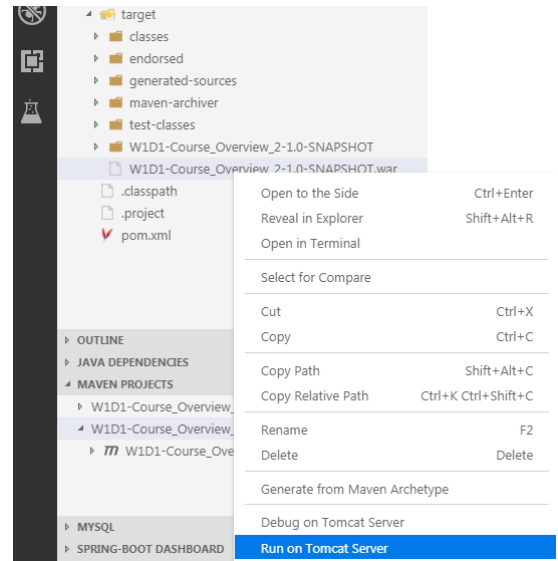 target
classes
endorsed
generated-sources
maven-archiver
test-classes
W1D1-Course_Overview_2-1.0-SNAPSHOT
W1D1-Course_Overview_2-1.0-SNAPSHOT.war
.classpath
.project
pom.xml
OUTLINE
JAVA DEPENDENCIES
MAVEN PROJECTS
W1D1-Course_Overview_
W1D1-Course_Overview_
m W1D1-Course_Ove
MYSQL
SPRING-BOOT DASHBOARD
Open to the Side Ctrl+Enter
Reveal in Explorer Shift+Alt+R
Open in Terminal
Select for Compare
Cut Ctrl+X
Copy Ctrl+C
Copy Path Shift+Alt+C
Copy Relative Path Ctrl+K Ctrl+Shift+C
Rename F2
Delete Delete
Generate from Maven Archetype
Debug on Tomcat Server
Run on Tomcat Server